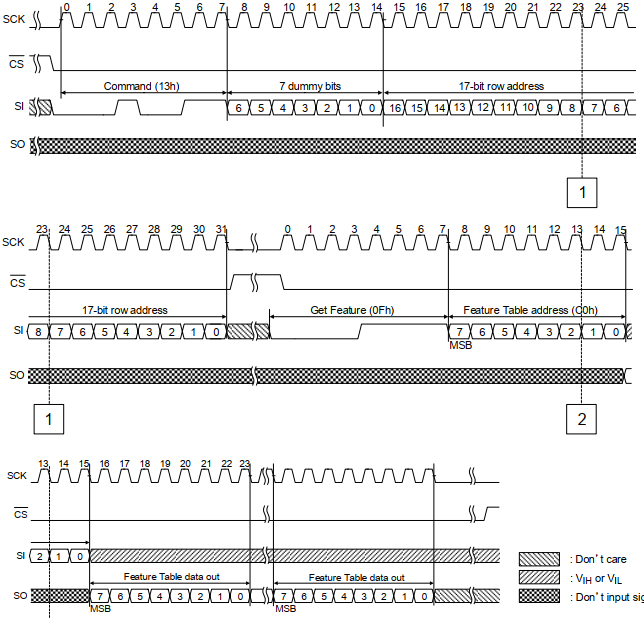 0 1 2 3 4 5 6 7 8 9 10 11 12 13 14 15 16 17 18 19 20 21 22 23 24 25
SCK
CS
Command (13h) 7 dummy bits 17-bit row address
SI 6 5 4 3 2 1 0 16 15 14 13 12 11 10 9 8 7 6
SO
1
23 24 25 26 27 28 29 30 31 0 1 2 3 4 5 6 7 8 9 10 11 12 13 14 15
SCK
CS
17-bit row address Get Feature (0Fh) Feature Table address (C0h)
SI 8 7 6 5 4 3 2 1 0 7 6 5 4 3 2 1 0
MSB
SO
1 2
13 14 15 16 17 18 19 20 21 22 23
SCK
CS
SI 2 1 0 : Don't care
Feature Table data out Feature Table data out : VIH or VIL
SO 7 6 5 4 3 2 1 0 7 6 5 4 3 2 1 0 : Don't input sig
MSB MSB